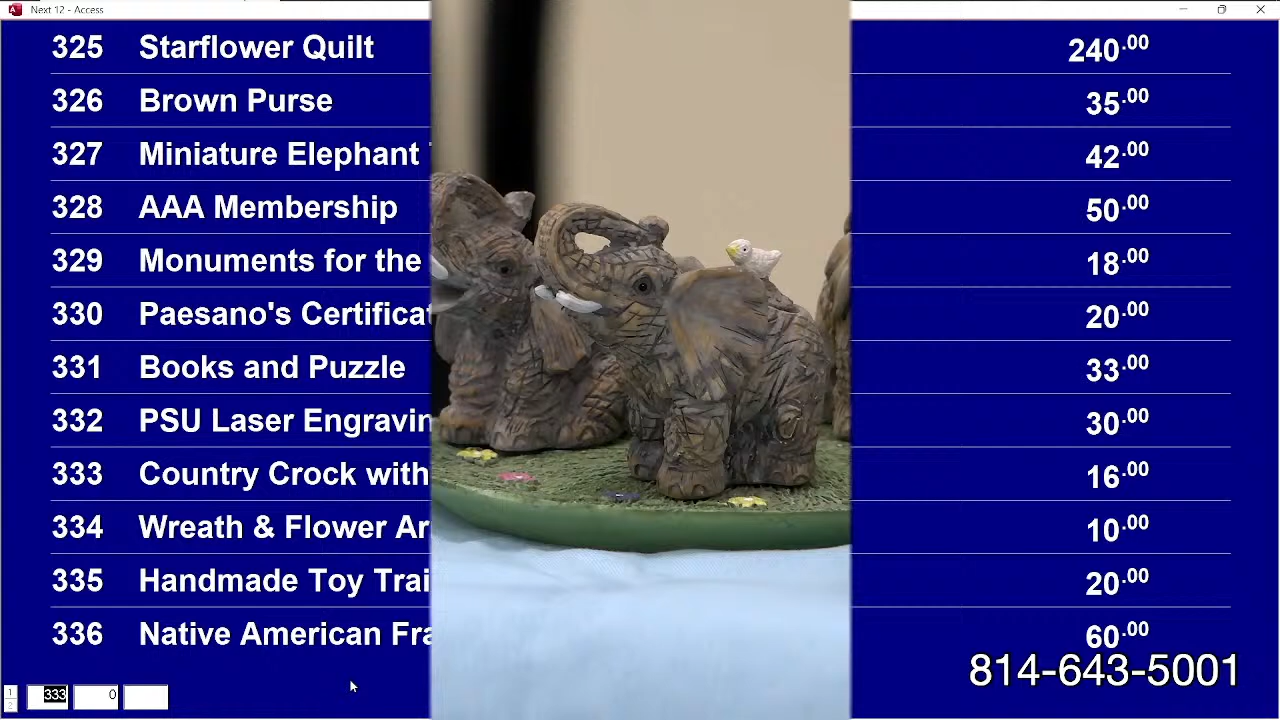 Next 12 - Access
325 Starflower Quilt 240.00
326 Brown Purse 35.00
327 Miniature Elephant 42.00
328 AAA Membership 50.00
329 Monuments for the 18.00
330 Paesano's Certificat 20.00
331 Books and Puzzle 33.00
332 PSU Laser Engravin 30.00
333 Country Crock with 16.00
334 Wreath & Flower Ar 10.00
335 Handmade Toy Trai 20.00
336 Native American Fra 60.00
814-643-5001
1 333 0
2